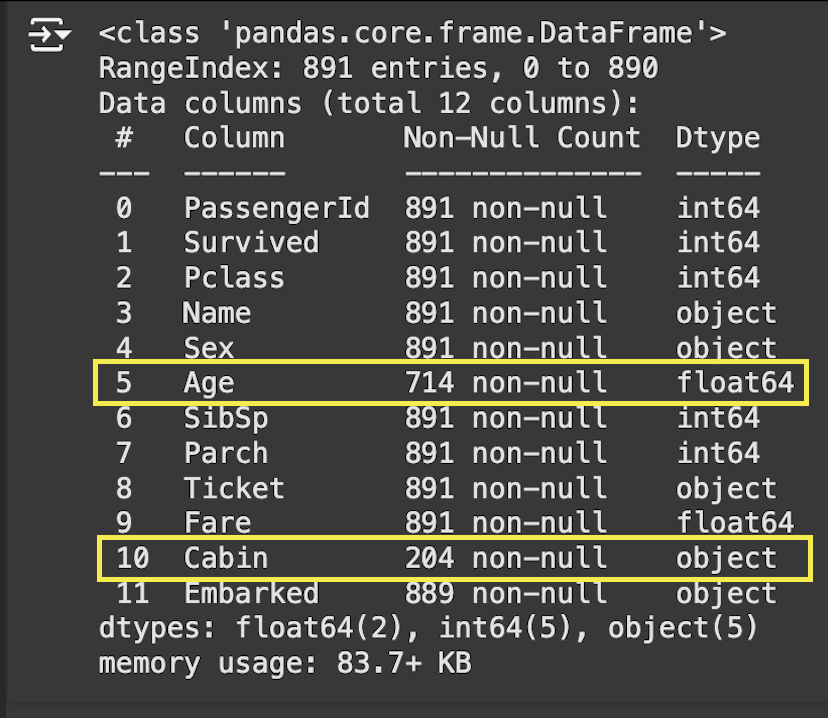 <class 'pandas.core.frame.DataFrame'>
RangeIndex: 891 entries, 0 to 890
Data columns (total 12 columns):
 #   Column       Non-Null Count  Dtype
---  ------       --------------  -----
 0   PassengerId  891 non-null    int64
 1   Survived     891 non-null    int64
 2   Pclass       891 non-null    int64
 3   Name         891 non-null    object
 4   Sex          891 non-null    object
 5   Age          714 non-null    float64
 6   SibSp        891 non-null    int64
 7   Parch        891 non-null    int64
 8   Ticket       891 non-null    object
 9   Fare         891 non-null    float64
 10  Cabin        204 non-null    object
 11  Embarked     889 non-null    object
dtypes: float64(2), int64(5), object(5)
memory usage: 83.7+ KB